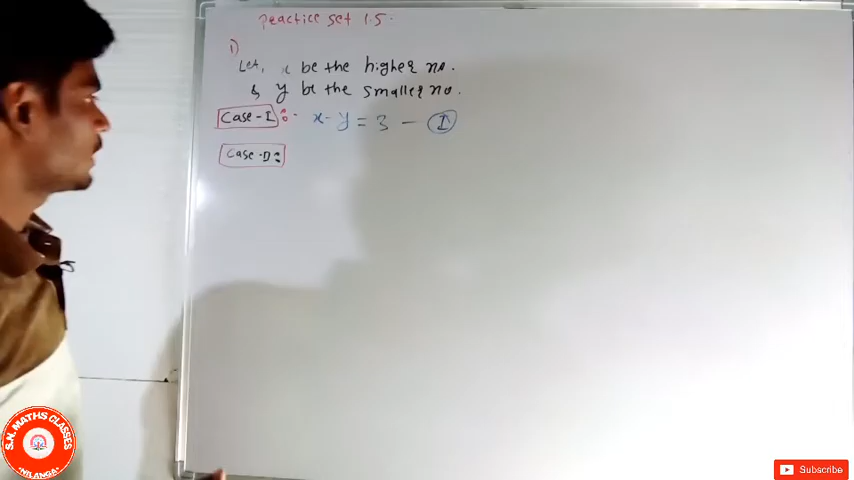 Practice set 1.5.
1)
Let, x be the higher no.
& y be the smaller no.
Case-I :- x - y = 3 — I
Case-II :
S.N. MATHS CLASSES
NILANGA
Subscribe